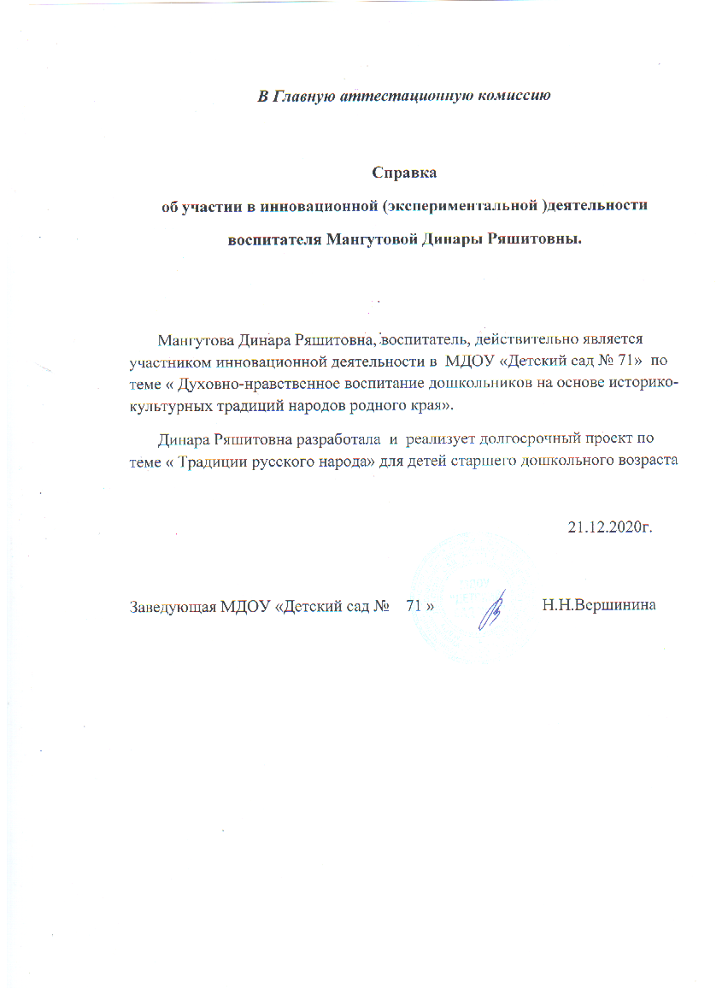 В Главную аттестационную комиссию
Справка
об участии в инновационной (экспериментальной )деятельности
воспитателя Мангутовой Динары Ряшитовны.
Мангутова Динара Ряшитовна, воспитатель, действительно является
участником инновационной деятельности в МДОУ «Детский сад № 71» по
теме « Духовно-нравственное воспитание дошкольников на основе историко-
культурных традиций народов родного края».
Динара Ряшитовна разработала и реализует долгосрочный проект по
теме « Традиции русского народа» для детей старшего дошкольного возраста
21.12.2020г.
Заведующая МДОУ «Детский сад № 71 » Н.Н.Вершинина